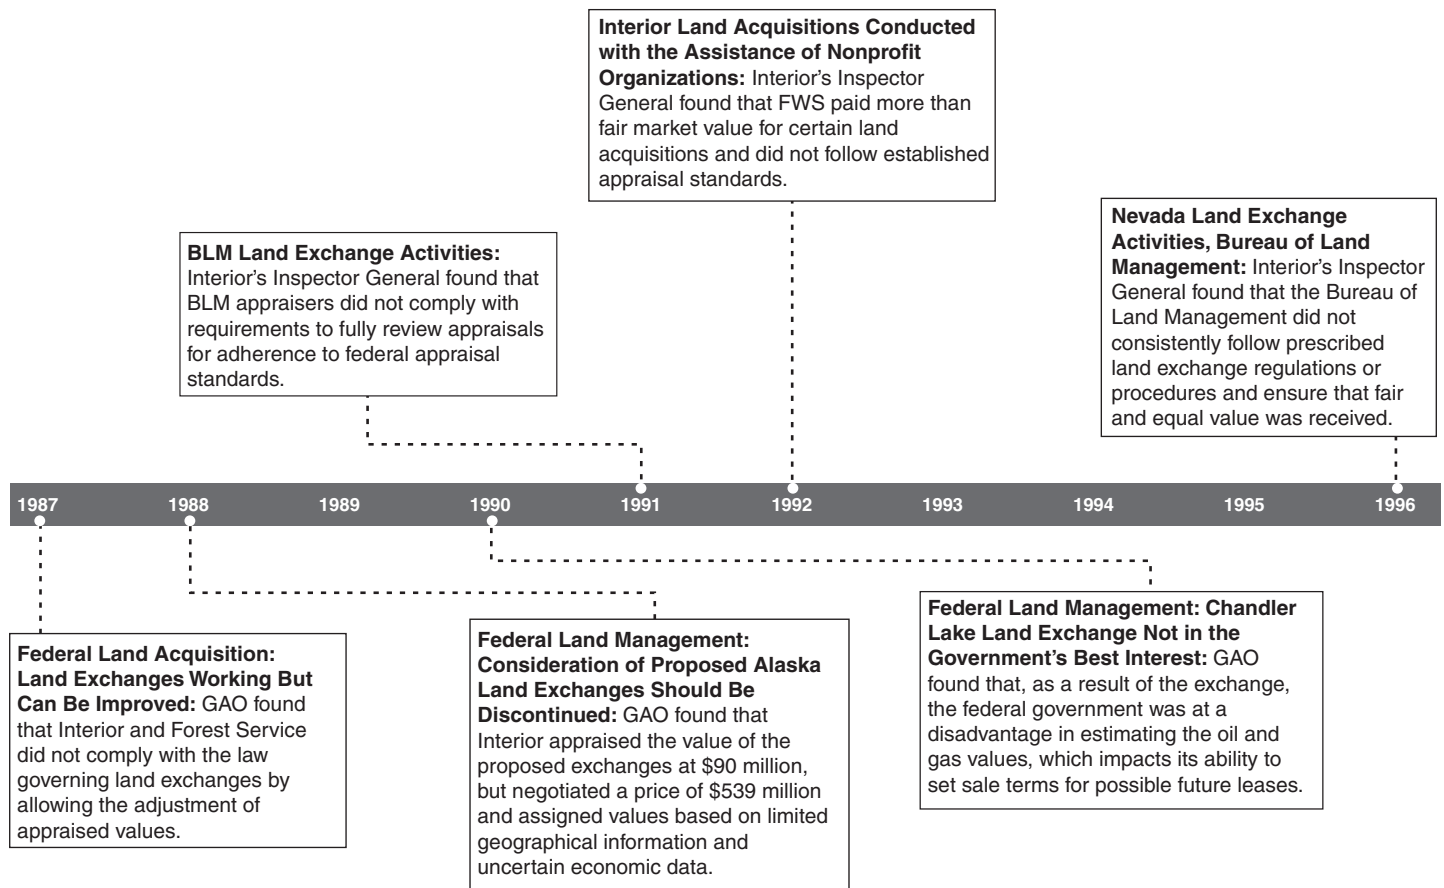 Interior Land Acquisitions Conducted
with the Assistance of Nonprofit
Organizations: Interior's Inspector
General found that FWS paid more than
fair market value for certain land
acquisitions and did not follow established
appraisal standards.
BLM Land Exchange Activities:
Interior's Inspector General found that
BLM appraisers did not comply with
requirements to fully review appraisals
for adherence to federal appraisal
standards.
Nevada Land Exchange
Activities, Bureau of Land
Management: Interior's Inspector
General found that the Bureau of
Land Management did not
consistently follow prescribed
land exchange regulations or
procedures and ensure that fair
and equal value was received.
1987 1988 1989 1990 1991 1992 1993 1994 1995 1996
Federal Land Acquisition:
Land Exchanges Working But
Can Be Improved: GAO found
that Interior and Forest Service
did not comply with the law
governing land exchanges by
allowing the adjustment of
appraised values.
Federal Land Management:
Consideration of Proposed Alaska
Land Exchanges Should Be
Discontinued: GAO found that
Interior appraised the value of the
proposed exchanges at $90 million,
but negotiated a price of $539 million
and assigned values based on limited
geographical information and
uncertain economic data.
Federal Land Management: Chandler
Lake Land Exchange Not in the
Government's Best Interest: GAO
found that, as a result of the exchange,
the federal government was at a
disadvantage in estimating the oil and
gas values, which impacts its ability to
set sale terms for possible future leases.